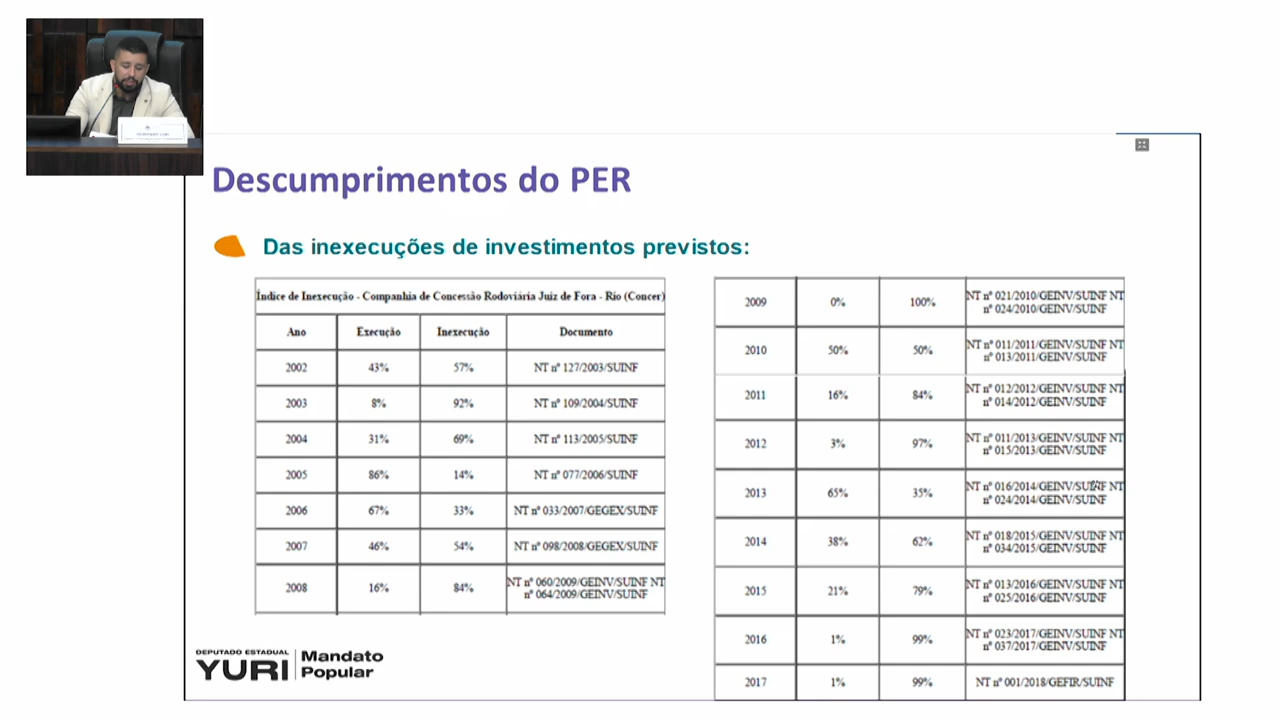 Descumprimentos do PER
Das inexecuções de investimentos previstos:
Índice de Inexecução - Companhia de Concessão Rodoviária Juiz de Fora - Rio (Concer)
Ano Execução Inexecução Documento
2002 43% 57% NT nº 127/2003/SUINF
2003 8% 92% NT nº 109/2004/SUINF
2004 31% 69% NT nº 113/2005/SUINF
2005 86% 14% NT nº 077/2006/SUINF
2006 67% 33% NT nº 033/2007/GEGEX/SUINF
2007 46% 54% NT nº 098/2008/GEGEX/SUINF
2008 16% 84% NT nº 060/2009/GEINV/SUINF NT
nº 064/2009/GEINV/SUINF
2009 0% 100% NT nº 021/2010/GEINV/SUINF NT
nº 024/2010/GEINV/SUINF
2010 50% 50% NT nº 011/2011/GEINV/SUINF NT
nº 013/2011/GEINV/SUINF
2011 16% 84% NT nº 012/2012/GEINV/SUINF NT
nº 014/2012/GEINV/SUINF
2012 3% 97% NT nº 011/2013/GEINV/SUINF NT
nº 015/2013/GEINV/SUINF
2013 65% 35% NT nº 016/2014/GEINV/SUINF NT
nº 024/2014/GEINV/SUINF
2014 38% 62% NT nº 018/2015/GEINV/SUINF NT
nº 034/2015/GEINV/SUINF
2015 21% 79% NT nº 013/2016/GEINV/SUINF NT
nº 025/2016/GEINV/SUINF
2016 1% 99% NT nº 023/2017/GEINV/SUINF NT
nº 037/2017/GEINV/SUINF
2017 1% 99% NT nº 001/2018/GEFIR/SUINF
DEPUTADO ESTADUAL
YURI
Mandato
Popular